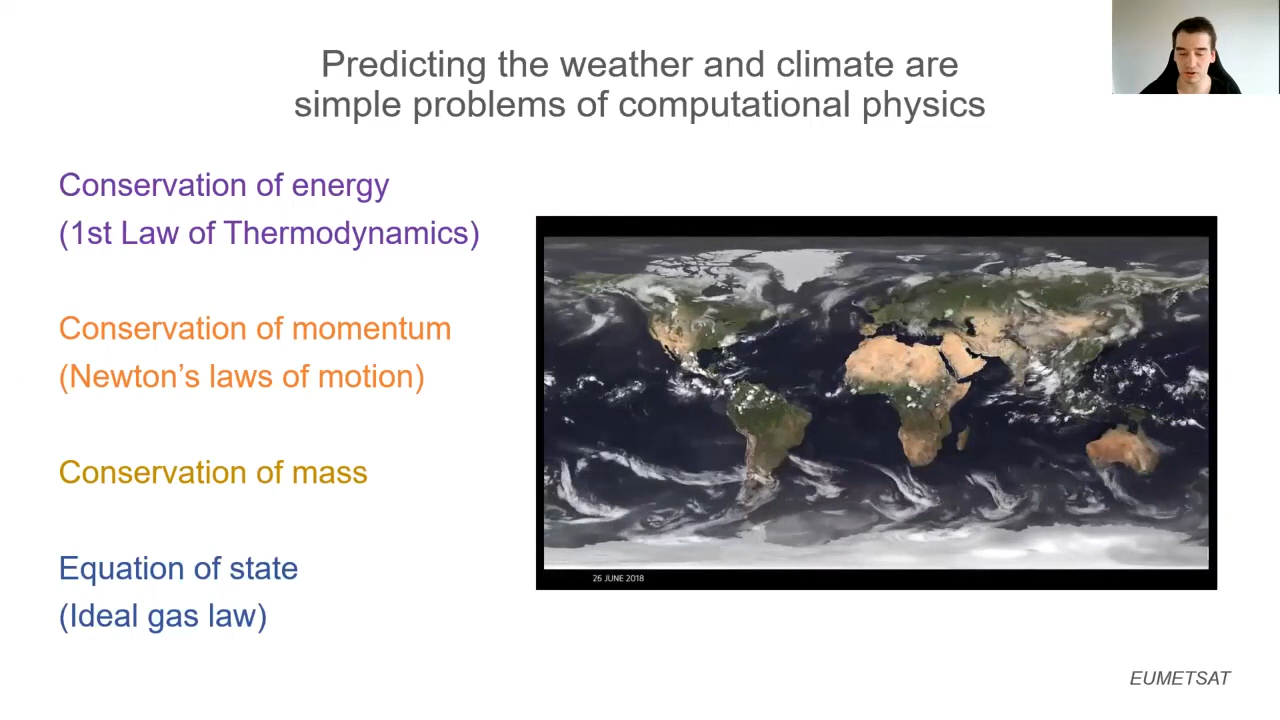 Predicting the weather and climate are
simple problems of computational physics
Conservation of energy
(1st Law of Thermodynamics)
Conservation of momentum
(Newton’s laws of motion)
Conservation of mass
Equation of state
(Ideal gas law)
26 JUNE 2018
EUMETSAT